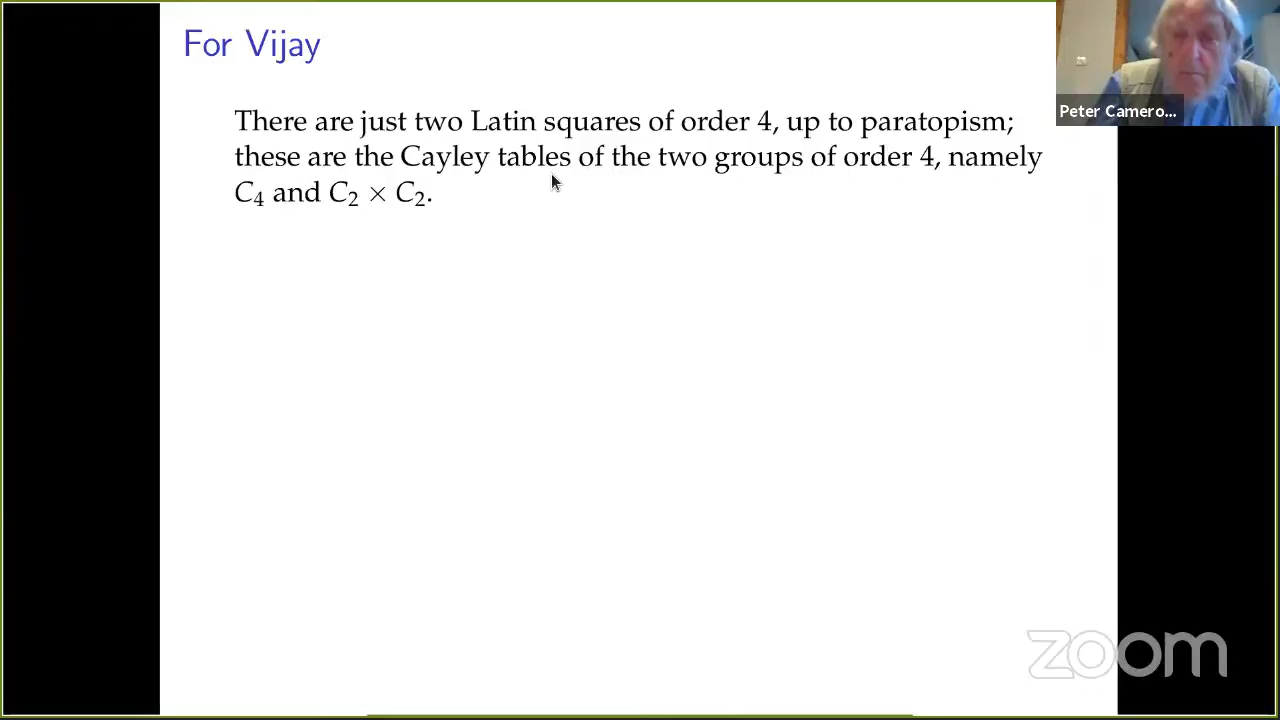 For Vijay
There are just two Latin squares of order 4, up to paratopism;
these are the Cayley tables of the two groups of order 4, namely
C₄ and C₂ × C₂.
Peter Camero...
zoom